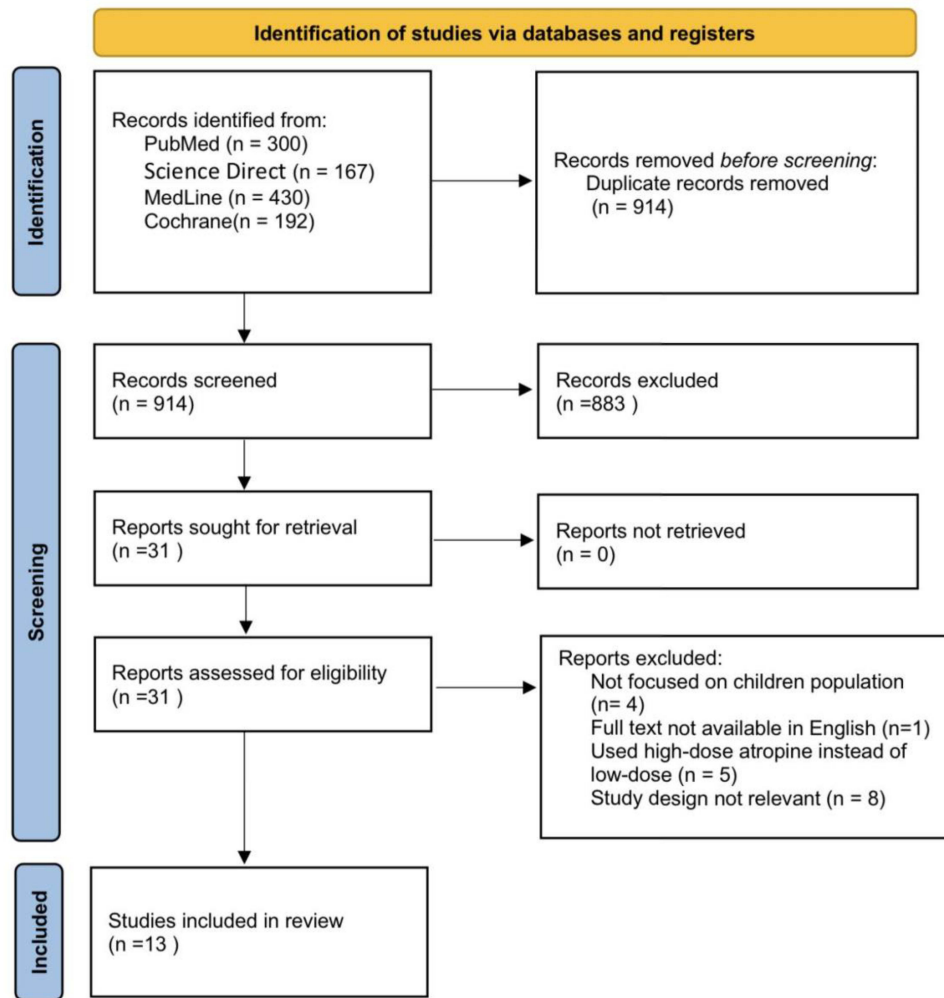 Identification of studies via databases and registers
Identification
Records identified from:
PubMed (n = 300)
Science Direct (n = 167)
MedLine (n = 430)
Cochrane(n = 192)
Records removed before screening:
Duplicate records removed
(n = 914)
Screening
Records screened
(n = 914)
Records excluded
(n =883 )
Reports sought for retrieval
(n =31 )
Reports not retrieved
(n = 0)
Reports assessed for eligibility
(n =31 )
Reports excluded:
Not focused on children population
(n= 4)
Full text not available in English (n=1)
Used high-dose atropine instead of
low-dose (n = 5)
Study design not relevant (n = 8)
Included
Studies included in review
(n =13 )